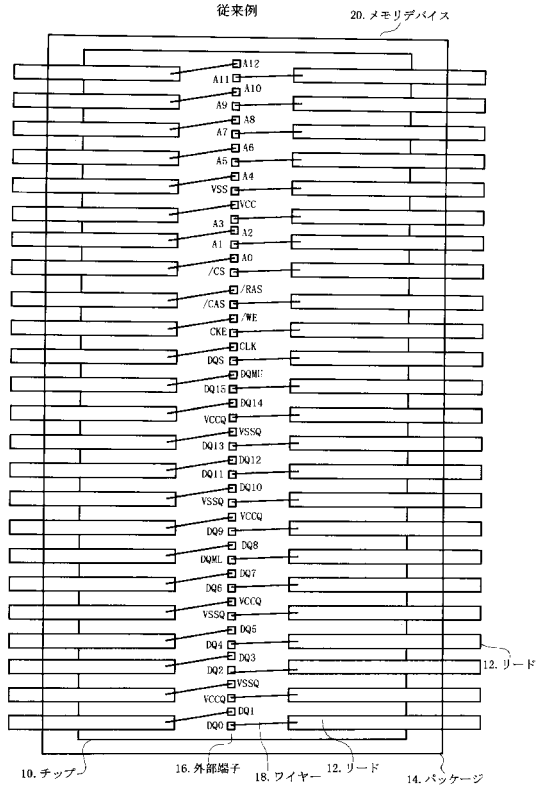 従来例
20.メモリデバイス
A12
A11
A10
A9
A8
A7
A6
A5
A4
VSS
VCC
A3
A2
A1
A0
/CS
/RAS
/CAS
/WE
CKE
CLK
DQS
DQMU
DQ15
DQ14
VCCQ
VSSQ
DQ13
DQ12
DQ11
DQ10
VSSQ
VCCQ
DQ9
DQ8
DQML
DQ7
DQ6
VCCQ
VSSQ
DQ5
DQ4
DQ3
DQ2
VSSQ
VCCQ
DQ1
DQ0
12.リード
10.チップ
16.外部端子
18.ワイヤー
12.リード
14.パッケージ